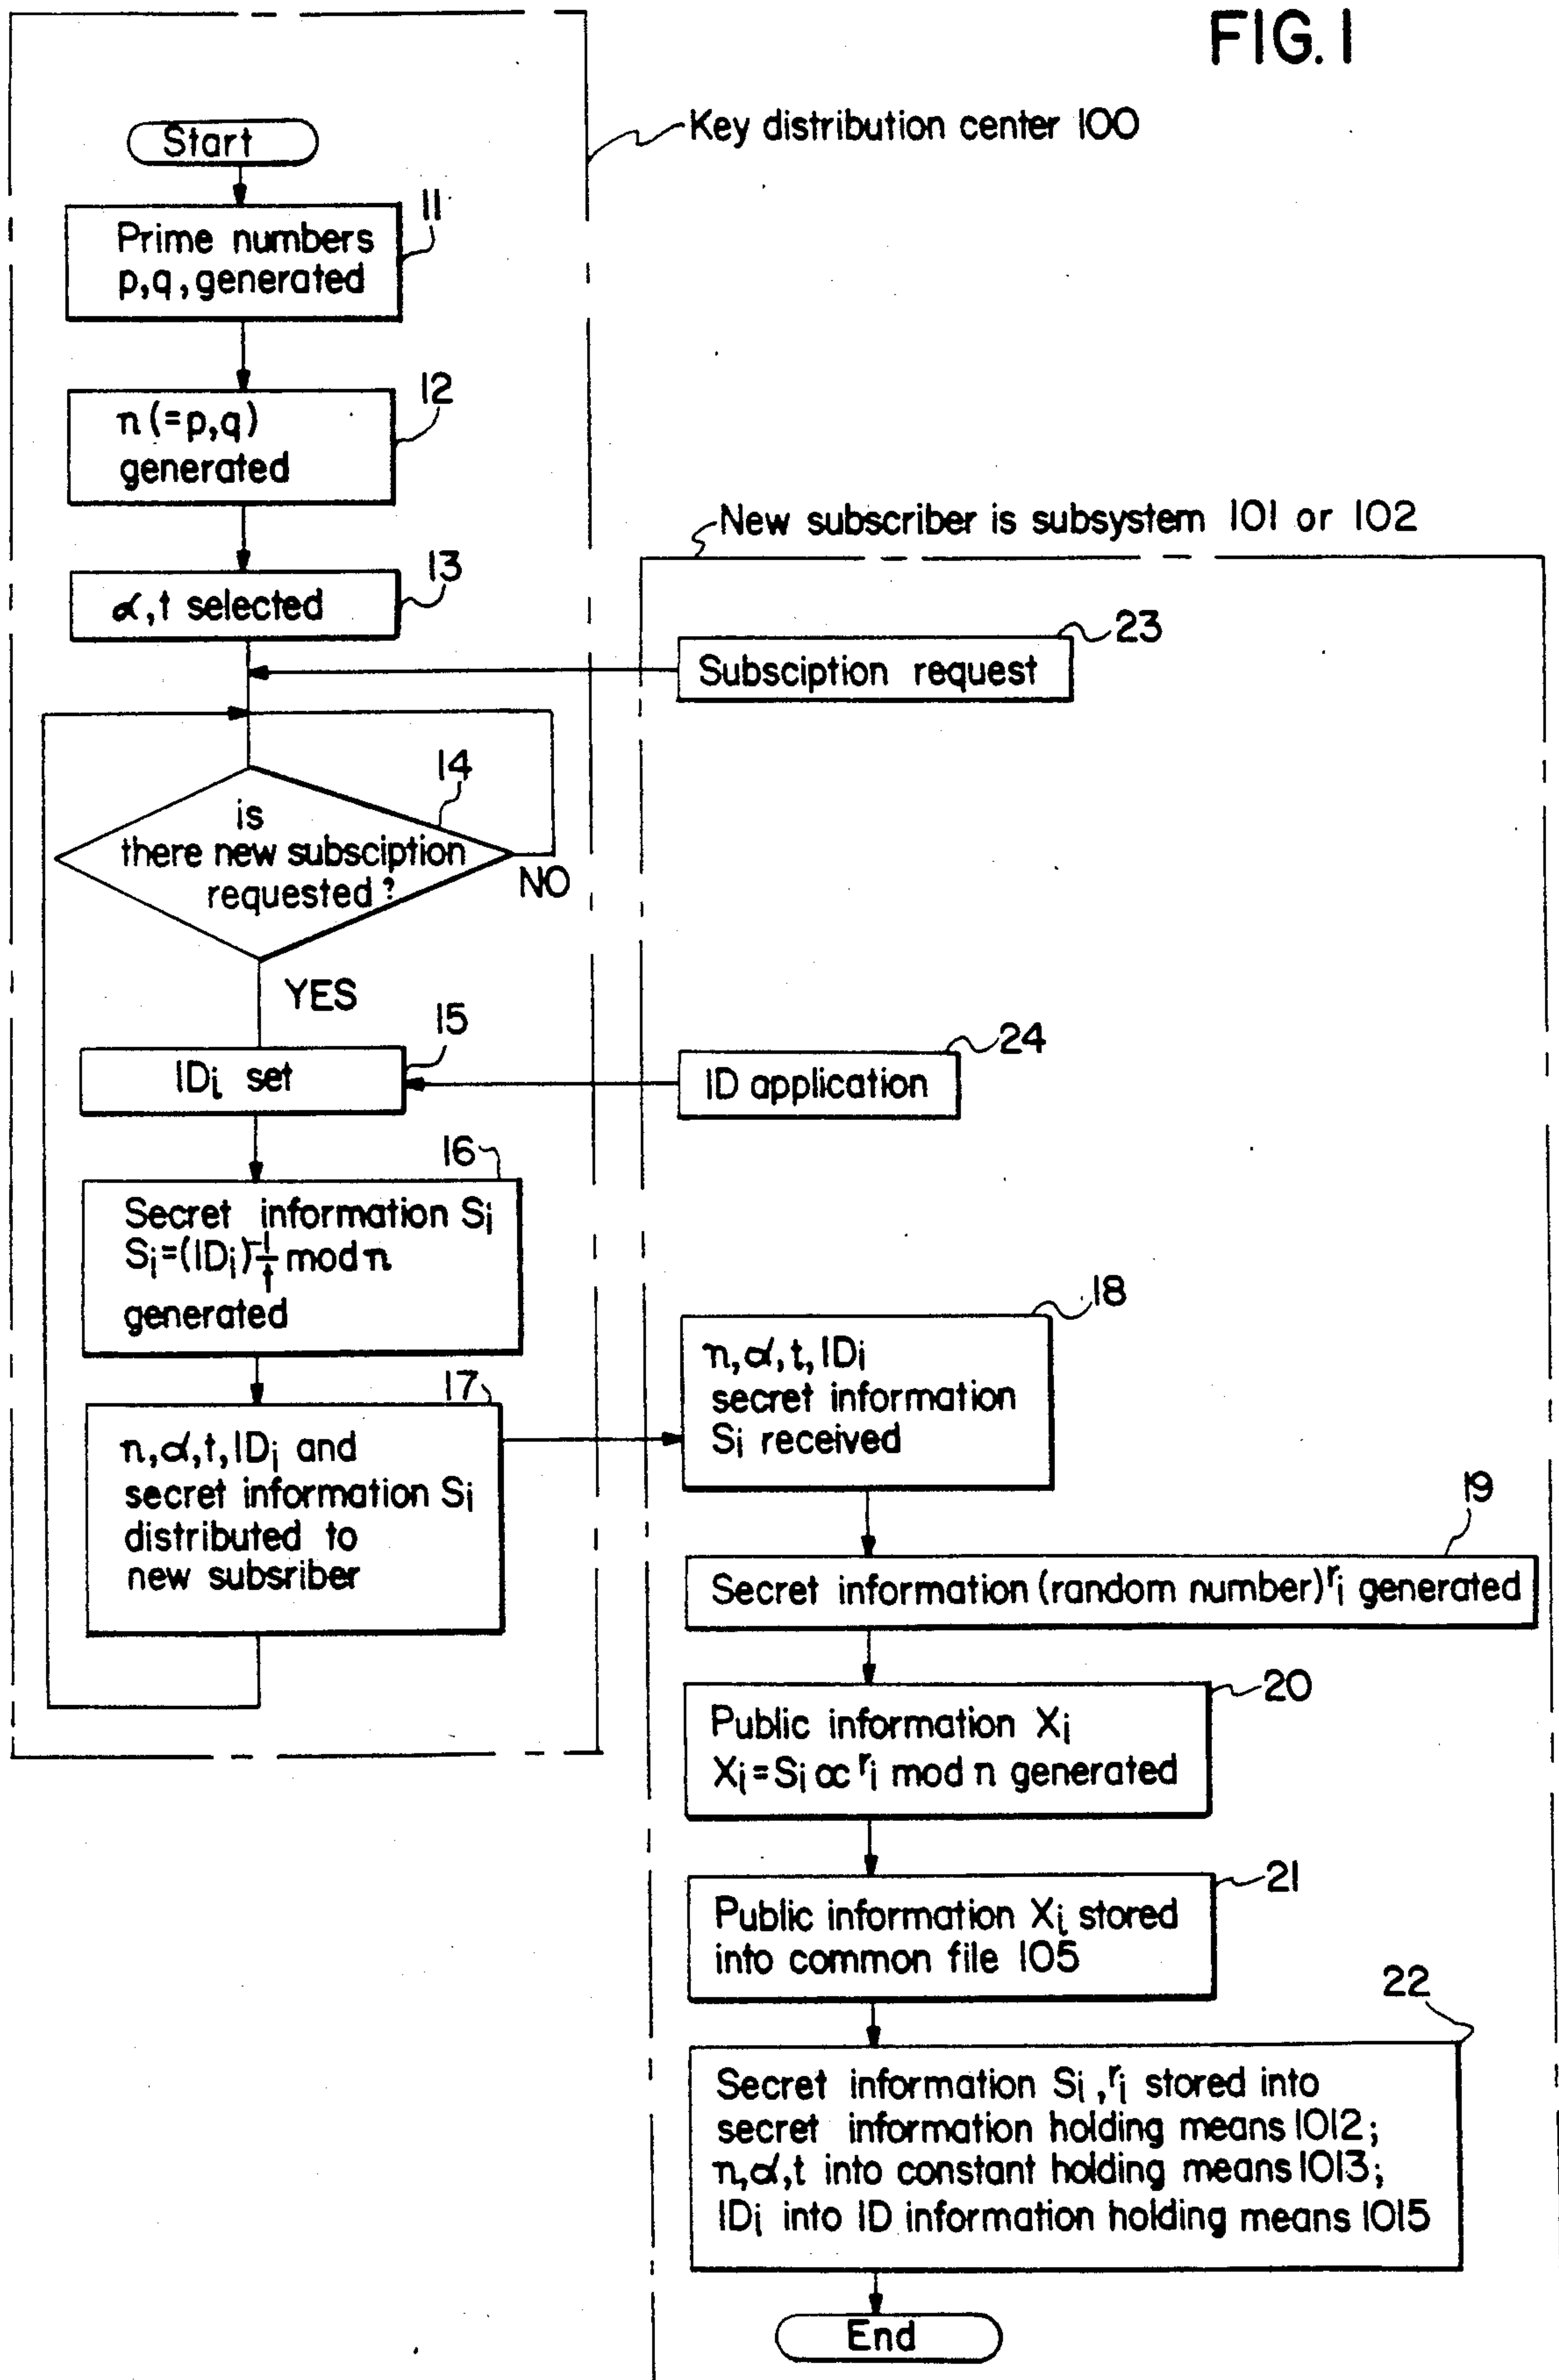 FIG. 1
Key distribution center 100
Start
11
Prime numbers
p,q, generated
12
n (=p,q)
generated
13
α, t selected
New subscriber is subsystem 101 or 102
23
Subsciption request
14
is
there new subsciption
requested?
NO
YES
15
IDi set
24
ID application
16
Secret information Si
Si=(IDi)^-1/t mod n
generated
17
n,α,t,IDi and
secret information Si
distributed to
new subsriber
18
n,α,t,IDi
secret information
Si received
19
Secret information (random number) ri generated
20
Public information Xi
Xi=Si α^ri mod n generated
21
Public information Xi stored
into common file 105
22
Secret information Si, ri stored into
secret information holding means 1012;
n,α,t into constant holding means 1013;
IDi into ID information holding means 1015
End